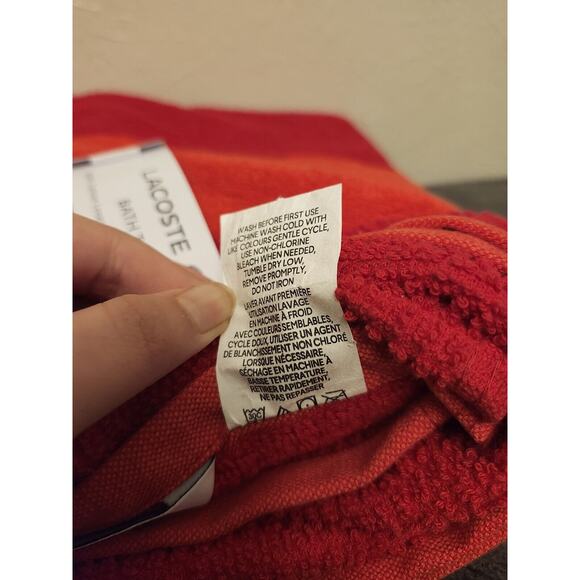 LACOSTE
BATH
WASH BEFORE FIRST USE
MACHINE WASH COLD WITH
LIKE COLOURS GENTLE CYCLE,
USE NON-CHLORINE
BLEACH WHEN NEEDED,
TUMBLE DRY LOW,
REMOVE PROMPTLY,
DO NOT IRON
LAVER AVANT PREMIÈRE
UTILISATION LAVAGE
EN MACHINE À FROID
AVEC COULEURS SEMBLABLES,
CYCLE DOUX, UTILISER UN AGENT
DE BLANCHISSEMENT NON CHLORÉ
LORSQUE NÉCESSAIRE,
SÉCHAGE EN MACHINE À
BASSE TEMPÉRATURE,
RETIRER RAPIDEMENT,
NE PAS REPASSER
30C